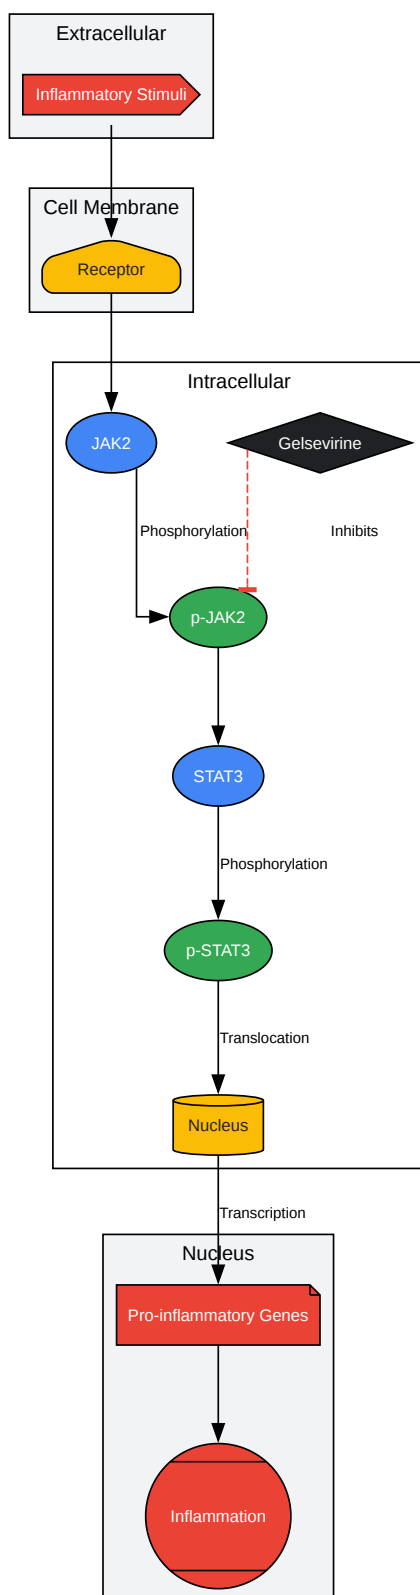 Extracellular
Inflammatory Stimuli
Cell Membrane
Receptor
Intracellular
JAK2
Gelsevirine
Phosphorylation
Inhibits
p-JAK2
STAT3
Phosphorylation
p-STAT3
Translocation
Nucleus
Transcription
Nucleus
Pro-inflammatory Genes
Inflammation